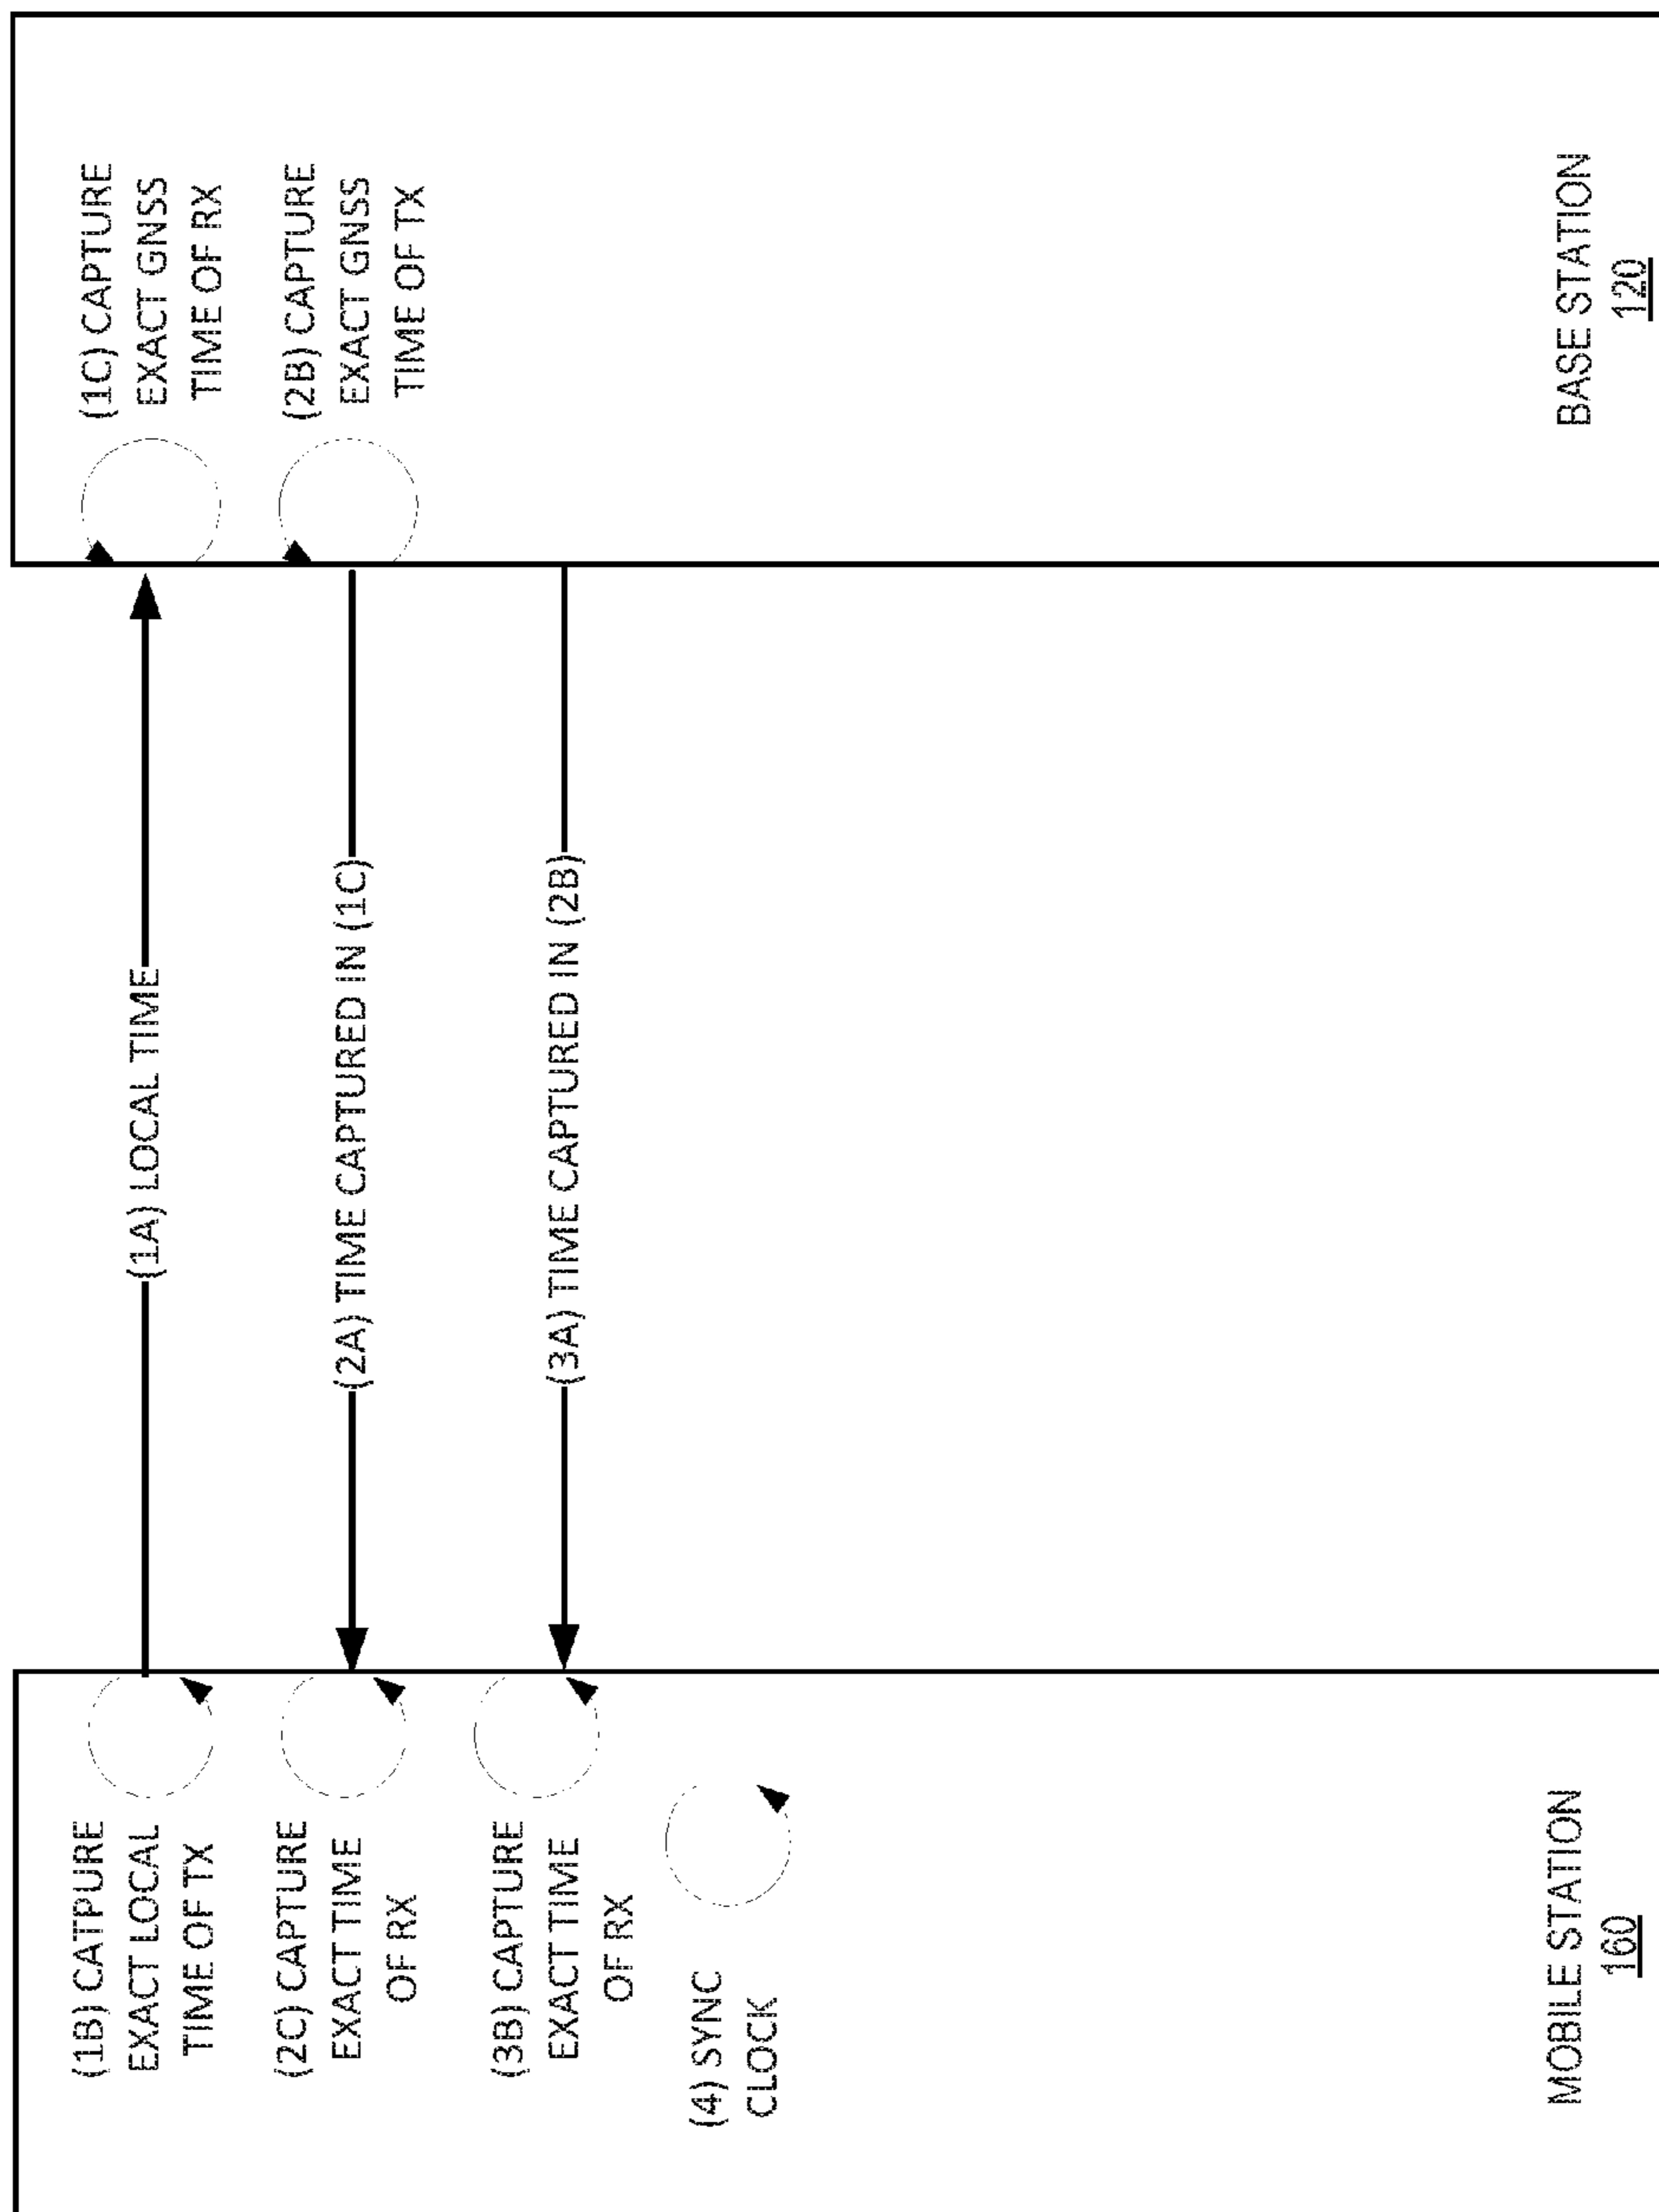 (1B) CATPURE
EXACT LOCAL
TIME OF TX
(1A) LOCAL TIME
(1C) CAPTURE
EXACT GNSS
TIME OF RX
(2C) CAPTURE
EXACT TIME
OF RX
(2A) TIME CAPTURED IN (1C)
(2B) CAPTURE
EXACT GNSS
TIME OF TX
(3B) CAPTURE
EXACT TIME
OF RX
(3A) TIME CAPTURED IN (2B)
(4) SYNC
CLOCK
MOBILE STATION
160
BASE STATION
120